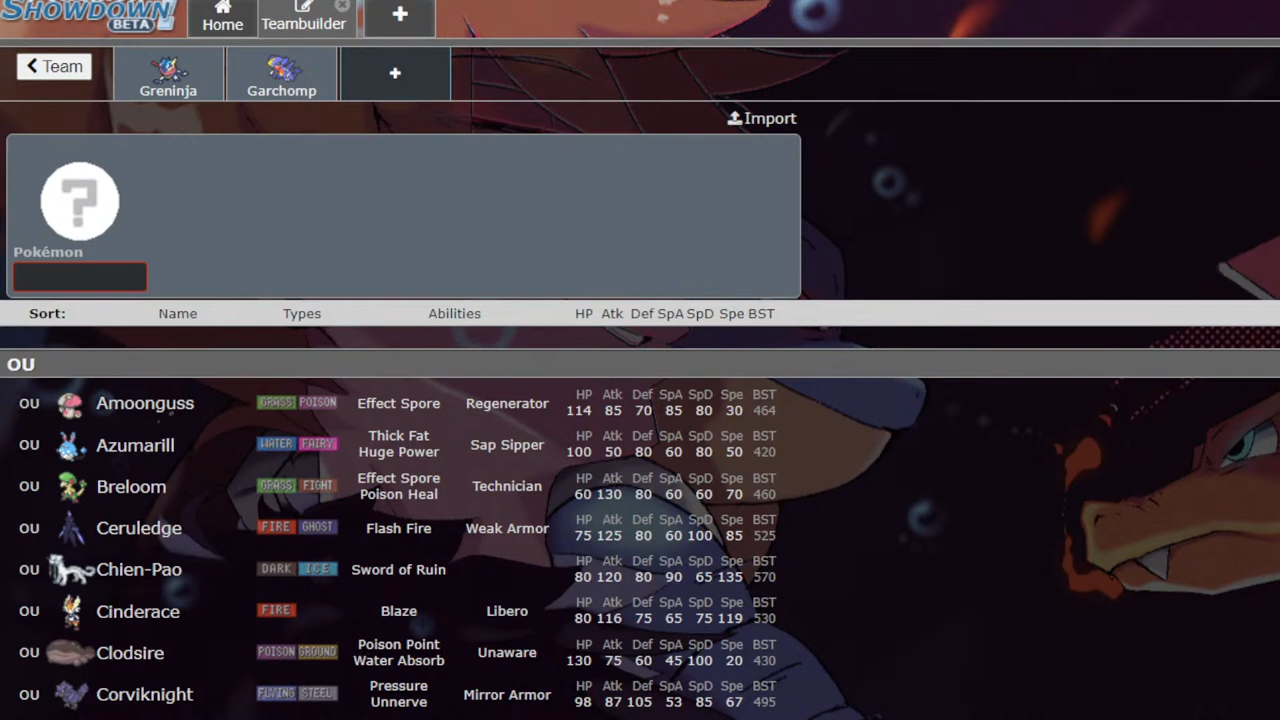 SHOWDOWN
BETA
Home
Teambuilder
+
Team
Greninja
Garchomp
+
Import
?
Pokémon
Sort: Name Types Abilities HP Atk Def SpA SpD Spe BST
OU
OU Amoonguss GRASS POISON Effect Spore Regenerator HP 114 Atk 85 Def 70 SpA 85 SpD 80 Spe 30 BST 464
OU Azumarill WATER FAIRY Thick Fat Huge Power Sap Sipper HP 100 Atk 50 Def 80 SpA 60 SpD 80 Spe 50 BST 420
OU Breloom GRASS FIGHT Effect Spore Poison Heal Technician HP 60 Atk 130 Def 80 SpA 60 SpD 60 Spe 70 BST 460
OU Ceruledge FIRE GHOST Flash Fire Weak Armor HP 75 Atk 125 Def 80 SpA 60 SpD 100 Spe 85 BST 525
OU Chien-Pao DARK ICE Sword of Ruin HP 80 Atk 120 Def 80 SpA 90 SpD 65 Spe 135 BST 570
OU Cinderace FIRE Blaze Libero HP 80 Atk 116 Def 75 SpA 65 SpD 75 Spe 119 BST 530
OU Clodsire POISON GROUND Poison Point Water Absorb Unaware HP 130 Atk 75 Def 60 SpA 45 SpD 100 Spe 20 BST 430
OU Corviknight FLYING STEEL Pressure Unnerve Mirror Armor HP 98 Atk 87 Def 105 SpA 53 SpD 85 Spe 67 BST 495